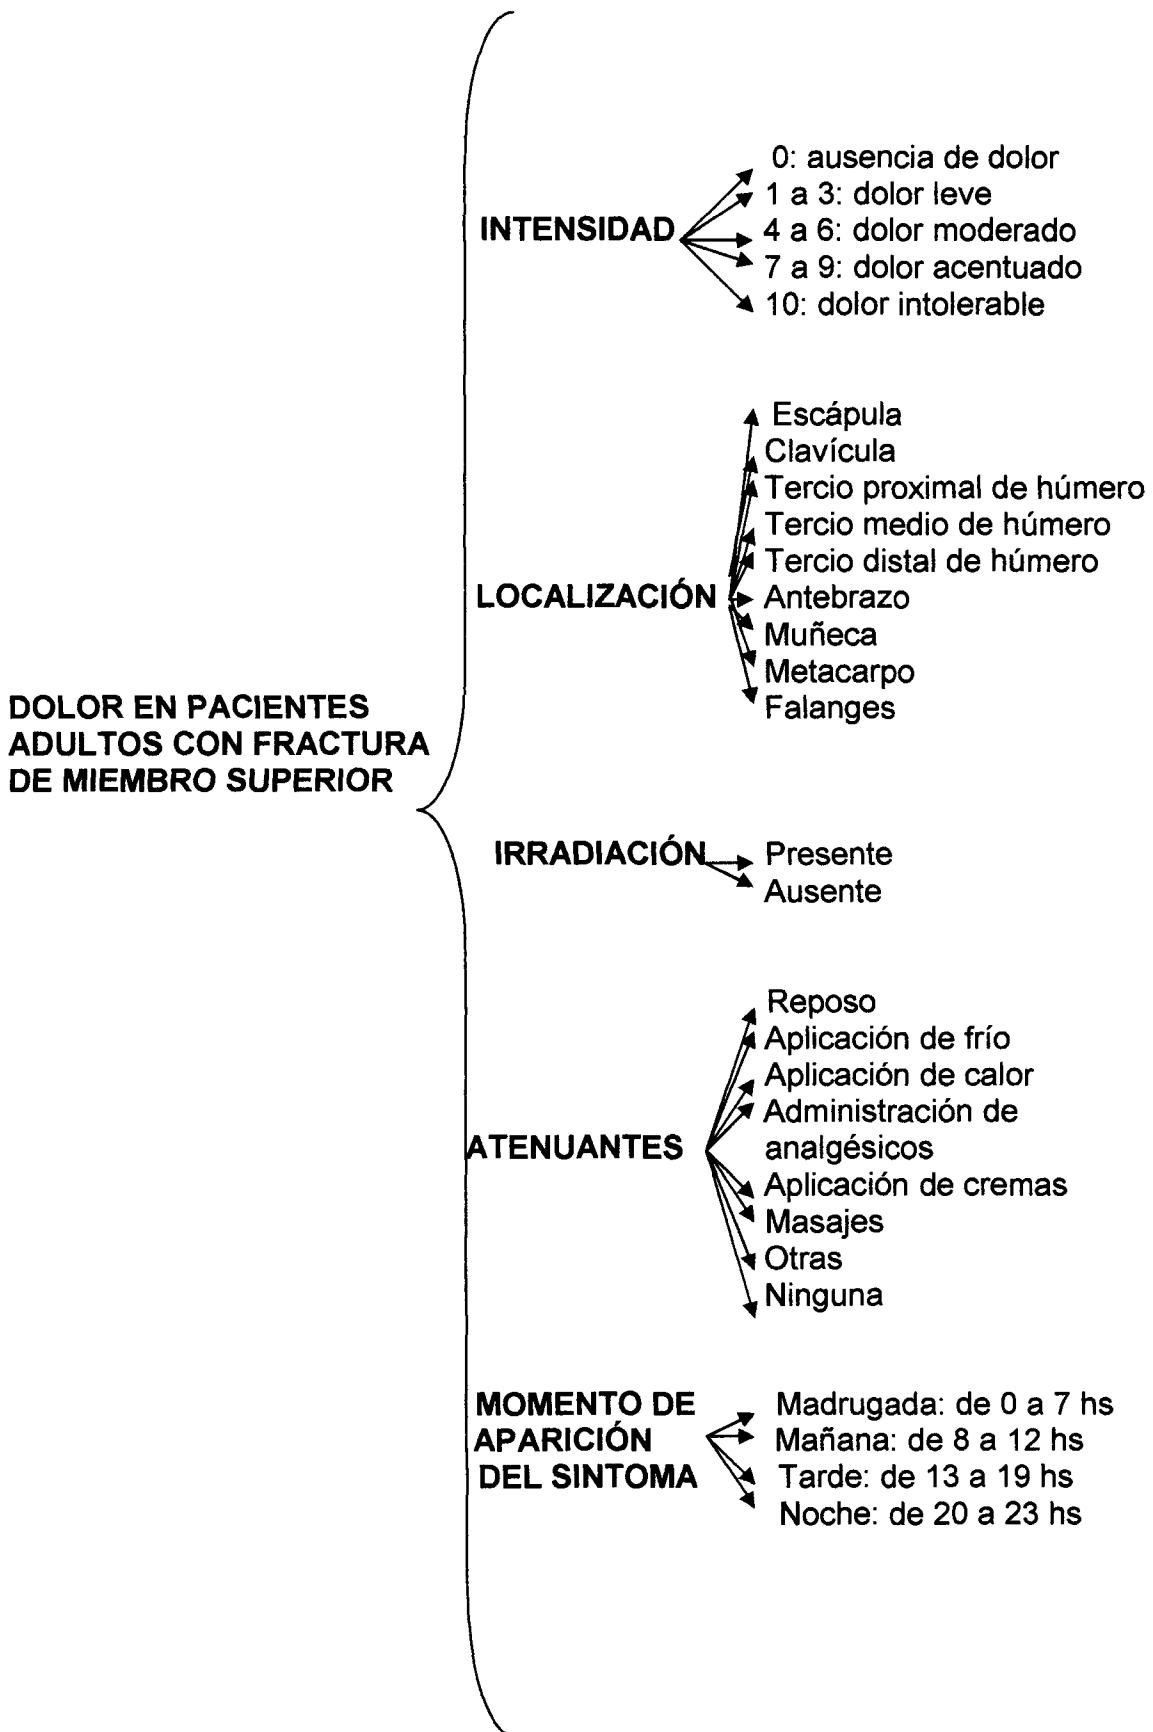 DOLOR EN PACIENTES
ADULTOS CON FRACTURA
DE MIEMBRO SUPERIOR
INTENSIDAD
0: ausencia de dolor
1 a 3: dolor leve
4 a 6: dolor moderado
7 a 9: dolor acentuado
10: dolor intolerable
LOCALIZACIÓN
Escápula
Clavícula
Tercio proximal de húmero
Tercio medio de húmero
Tercio distal de húmero
Antebrazo
Muñeca
Metacarpo
Falanges
IRRADIACIÓN
Presente
Ausente
ATENUANTES
Reposo
Aplicación de frío
Aplicación de calor
Administración de
analgésicos
Aplicación de cremas
Masajes
Otras
Ninguna
MOMENTO DE
APARICIÓN
DEL SINTOMA
Madrugada: de 0 a 7 hs
Mañana: de 8 a 12 hs
Tarde: de 13 a 19 hs
Noche: de 20 a 23 hs